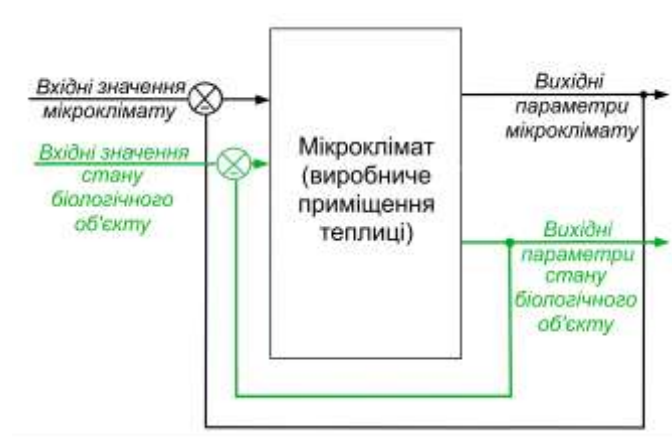 Вхідні значення
мікроклімату
Вхідні значення
стану
біологічного
об'єкту
Мікроклімат
(виробниче
приміщення
теплиці)
Вихідні
параметри
мікроклімату
Вихідні
параметри
стану
біологічного
об'єкту